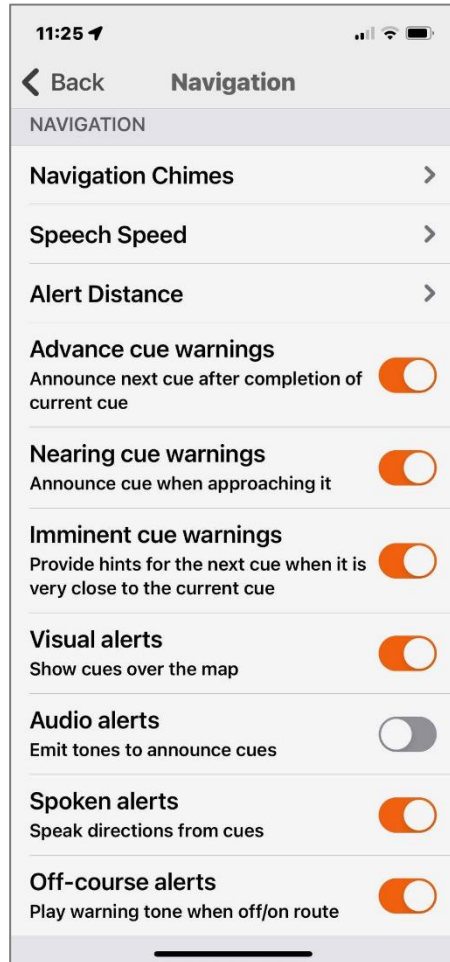 11:25
Back Navigation
NAVIGATION
Navigation Chimes
Speech Speed
Alert Distance
Advance cue warnings
Announce next cue after completion of
current cue
Nearing cue warnings
Announce cue when approaching it
Imminent cue warnings
Provide hints for the next cue when it is
very close to the current cue
Visual alerts
Show cues over the map
Audio alerts
Emit tones to announce cues
Spoken alerts
Speak directions from cues
Off-course alerts
Play warning tone when off/on route